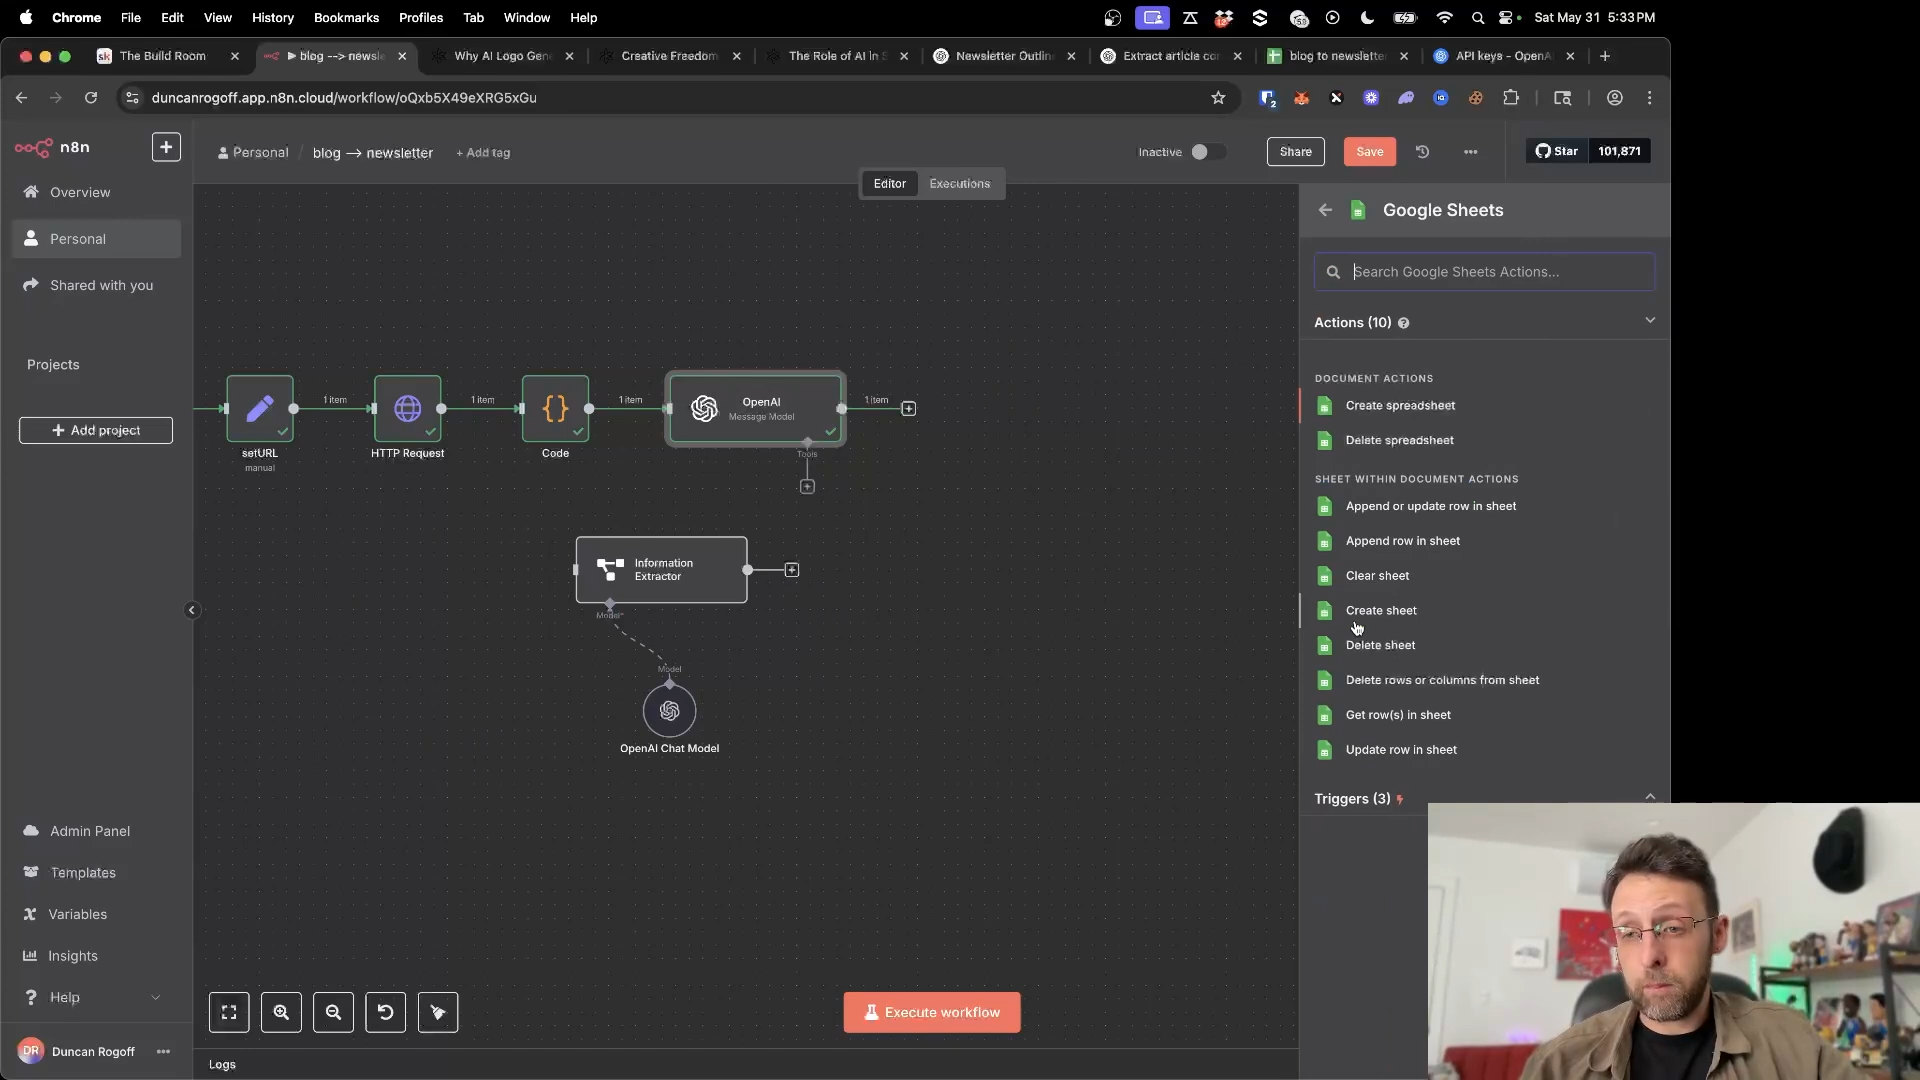 Chrome File Edit View History Bookmarks Profiles Tab Window Help Sat May 31 5:33 PM
The Build Room
blog --> newsle
Why AI Logo Gene
Creative Freedom
The Role of AI in S
Newsletter Outlin
Extract article con
blog to newsletter
API keys - OpenA
duncanrogoff.app.n8n.cloud/workflow/oQxb5X49eXRG5xGu
n8n
Personal / blog → newsletter + Add tag
Inactive
Share
Save
Star 101,871
Editor Executions
Overview
Personal
Shared with you
Projects
+ Add project
Admin Panel
Templates
Variables
Insights
Help
DR Duncan Rogoff
1 item
1 item
1 item
1 item
OpenAI
Message Model
Tools
setURL
manual
HTTP Request
Code
Information
Extractor
Model*
Model
OpenAI Chat Model
Execute workflow
Logs
Google Sheets
Search Google Sheets Actions...
Actions (10)
DOCUMENT ACTIONS
Create spreadsheet
Delete spreadsheet
SHEET WITHIN DOCUMENT ACTIONS
Append or update row in sheet
Append row in sheet
Clear sheet
Create sheet
Delete sheet
Delete rows or columns from sheet
Get row(s) in sheet
Update row in sheet
Triggers (3)